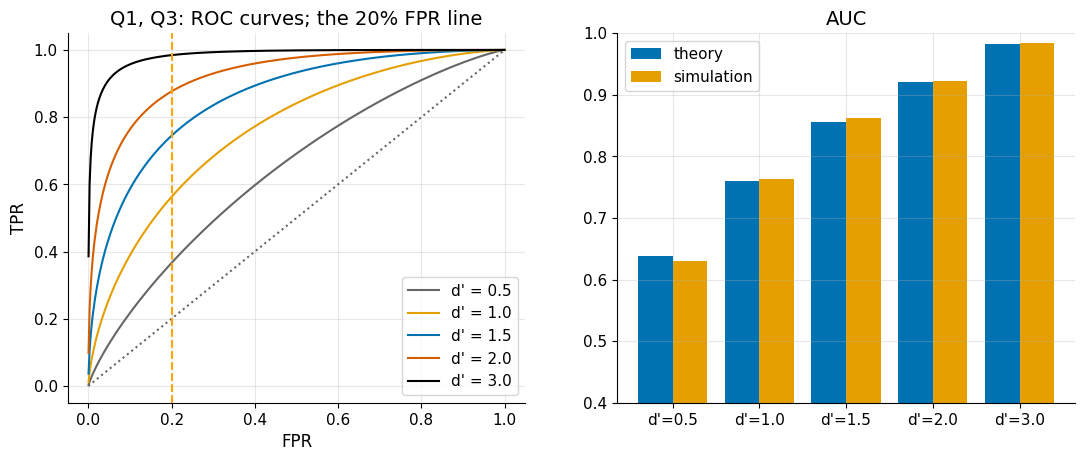 Q1, Q3: ROC curves; the 20% FPR line
TPR
1.0
0.8
0.6
0.4
0.2
0.0
0.0 0.2 0.4 0.6 0.8 1.0
FPR
d' = 0.5
d' = 1.0
d' = 1.5
d' = 2.0
d' = 3.0
AUC
theory
simulation
1.0
0.9
0.8
0.7
0.6
0.5
0.4
d'=0.5 d'=1.0 d'=1.5 d'=2.0 d'=3.0